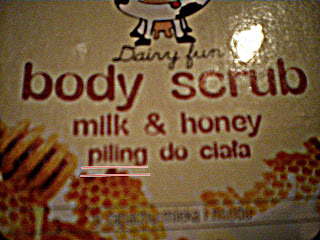 Dairy fun
body scrub
milk & honey
piling do ciała